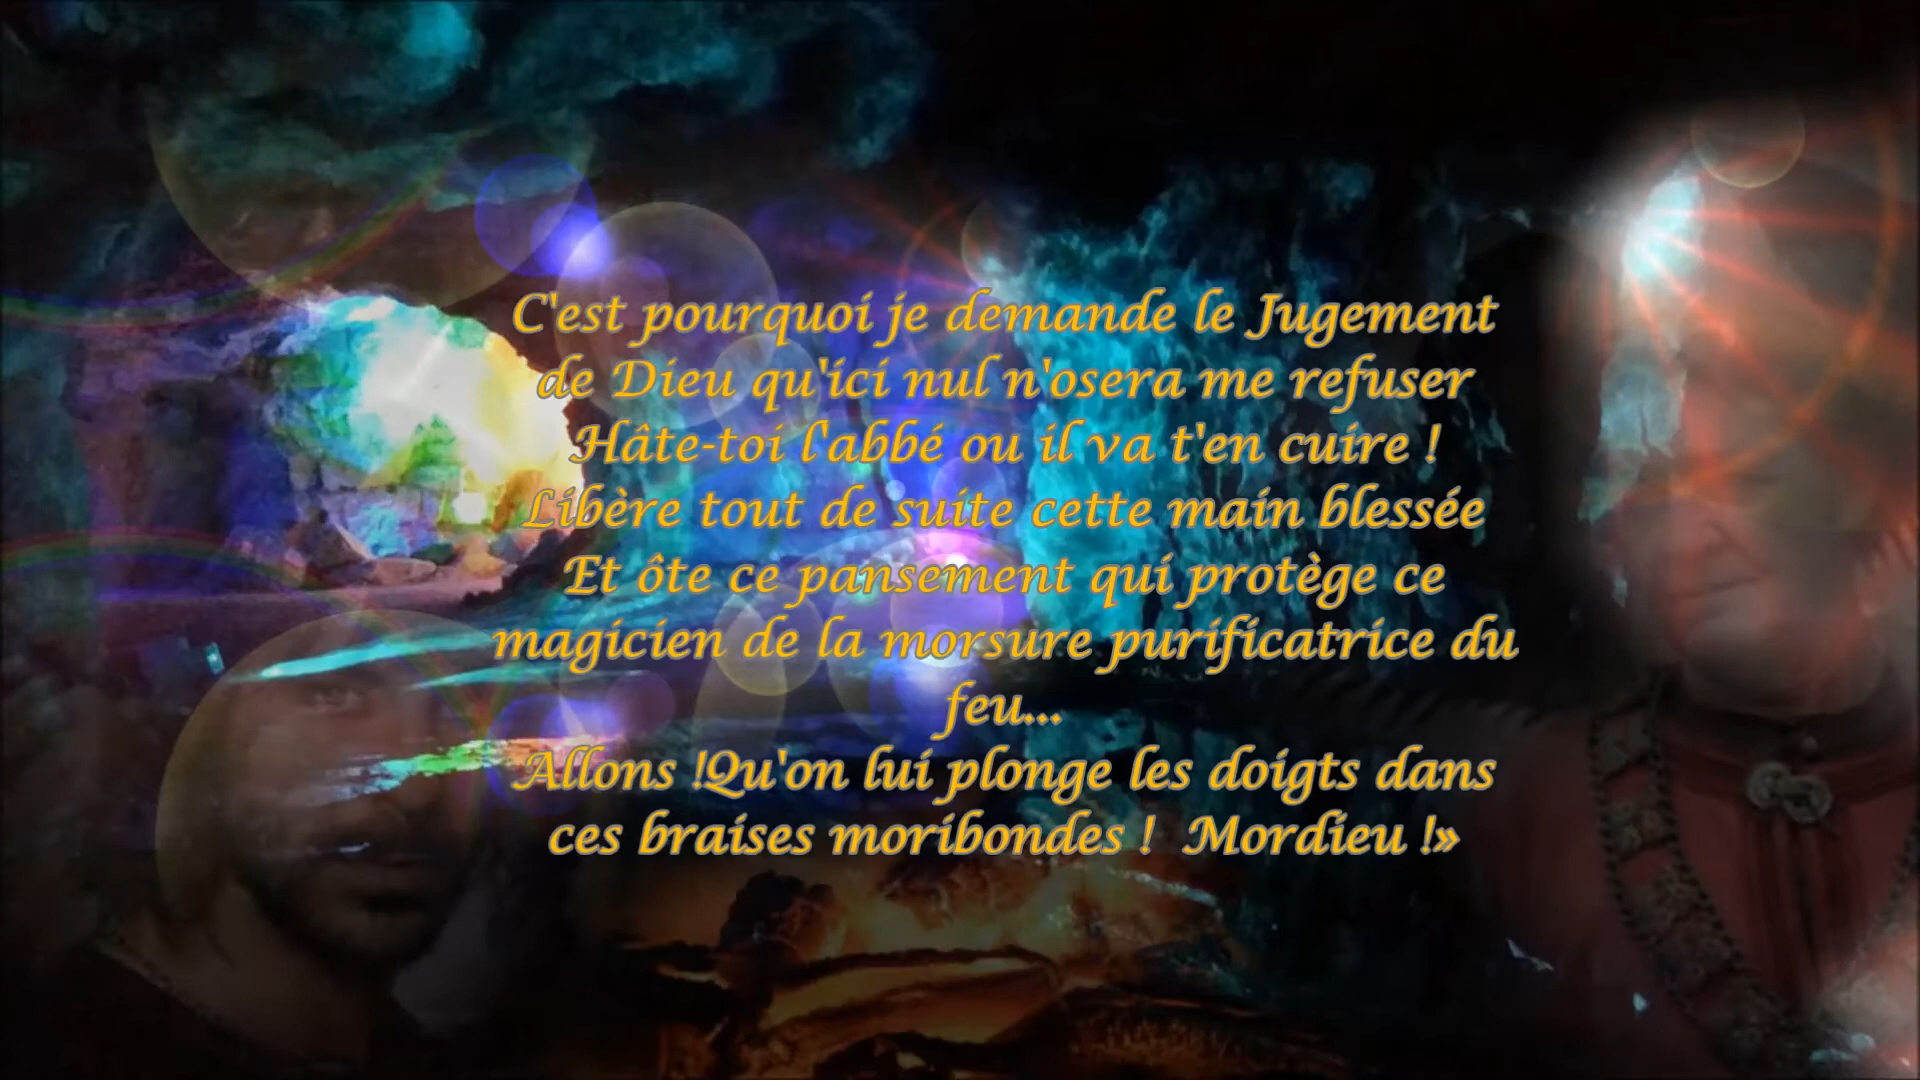 C'est pourquoi je demande le Jugement
de Dieu qu'ici nul n'osera me refuser
Hâte-toi l'abbé ou il va t'en cuire !
Libère tout de suite cette main blessée
Et ôte ce pansement qui protège ce
magicien de la morsure purificatrice du
feu...
Allons !Qu'on lui plonge les doigts dans
ces braises moribondes !  Mordieu !»